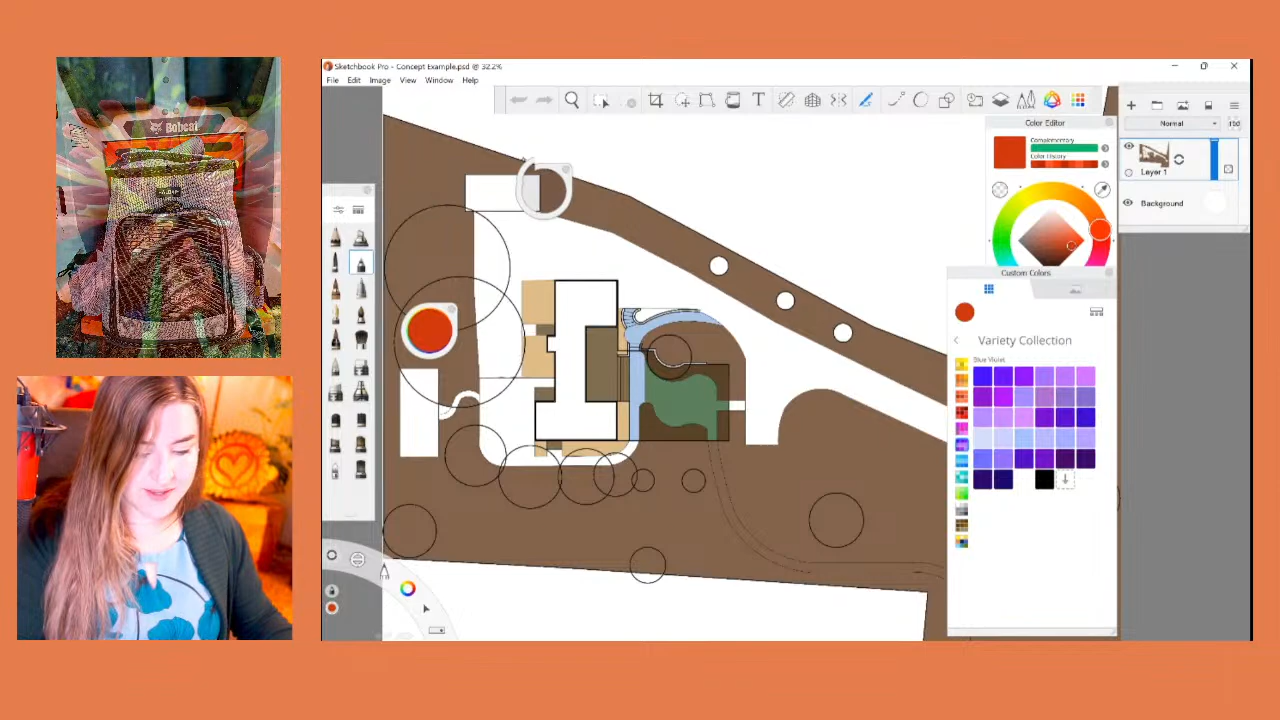 Bobcat
Sketchbook Pro - Concept Example.psd @ 32.2%
File Edit Image View Window Help
Color Editor
Complementary
Color History
Normal
Layer 1
Background
Custom Colors
Variety Collection
Blue Violet